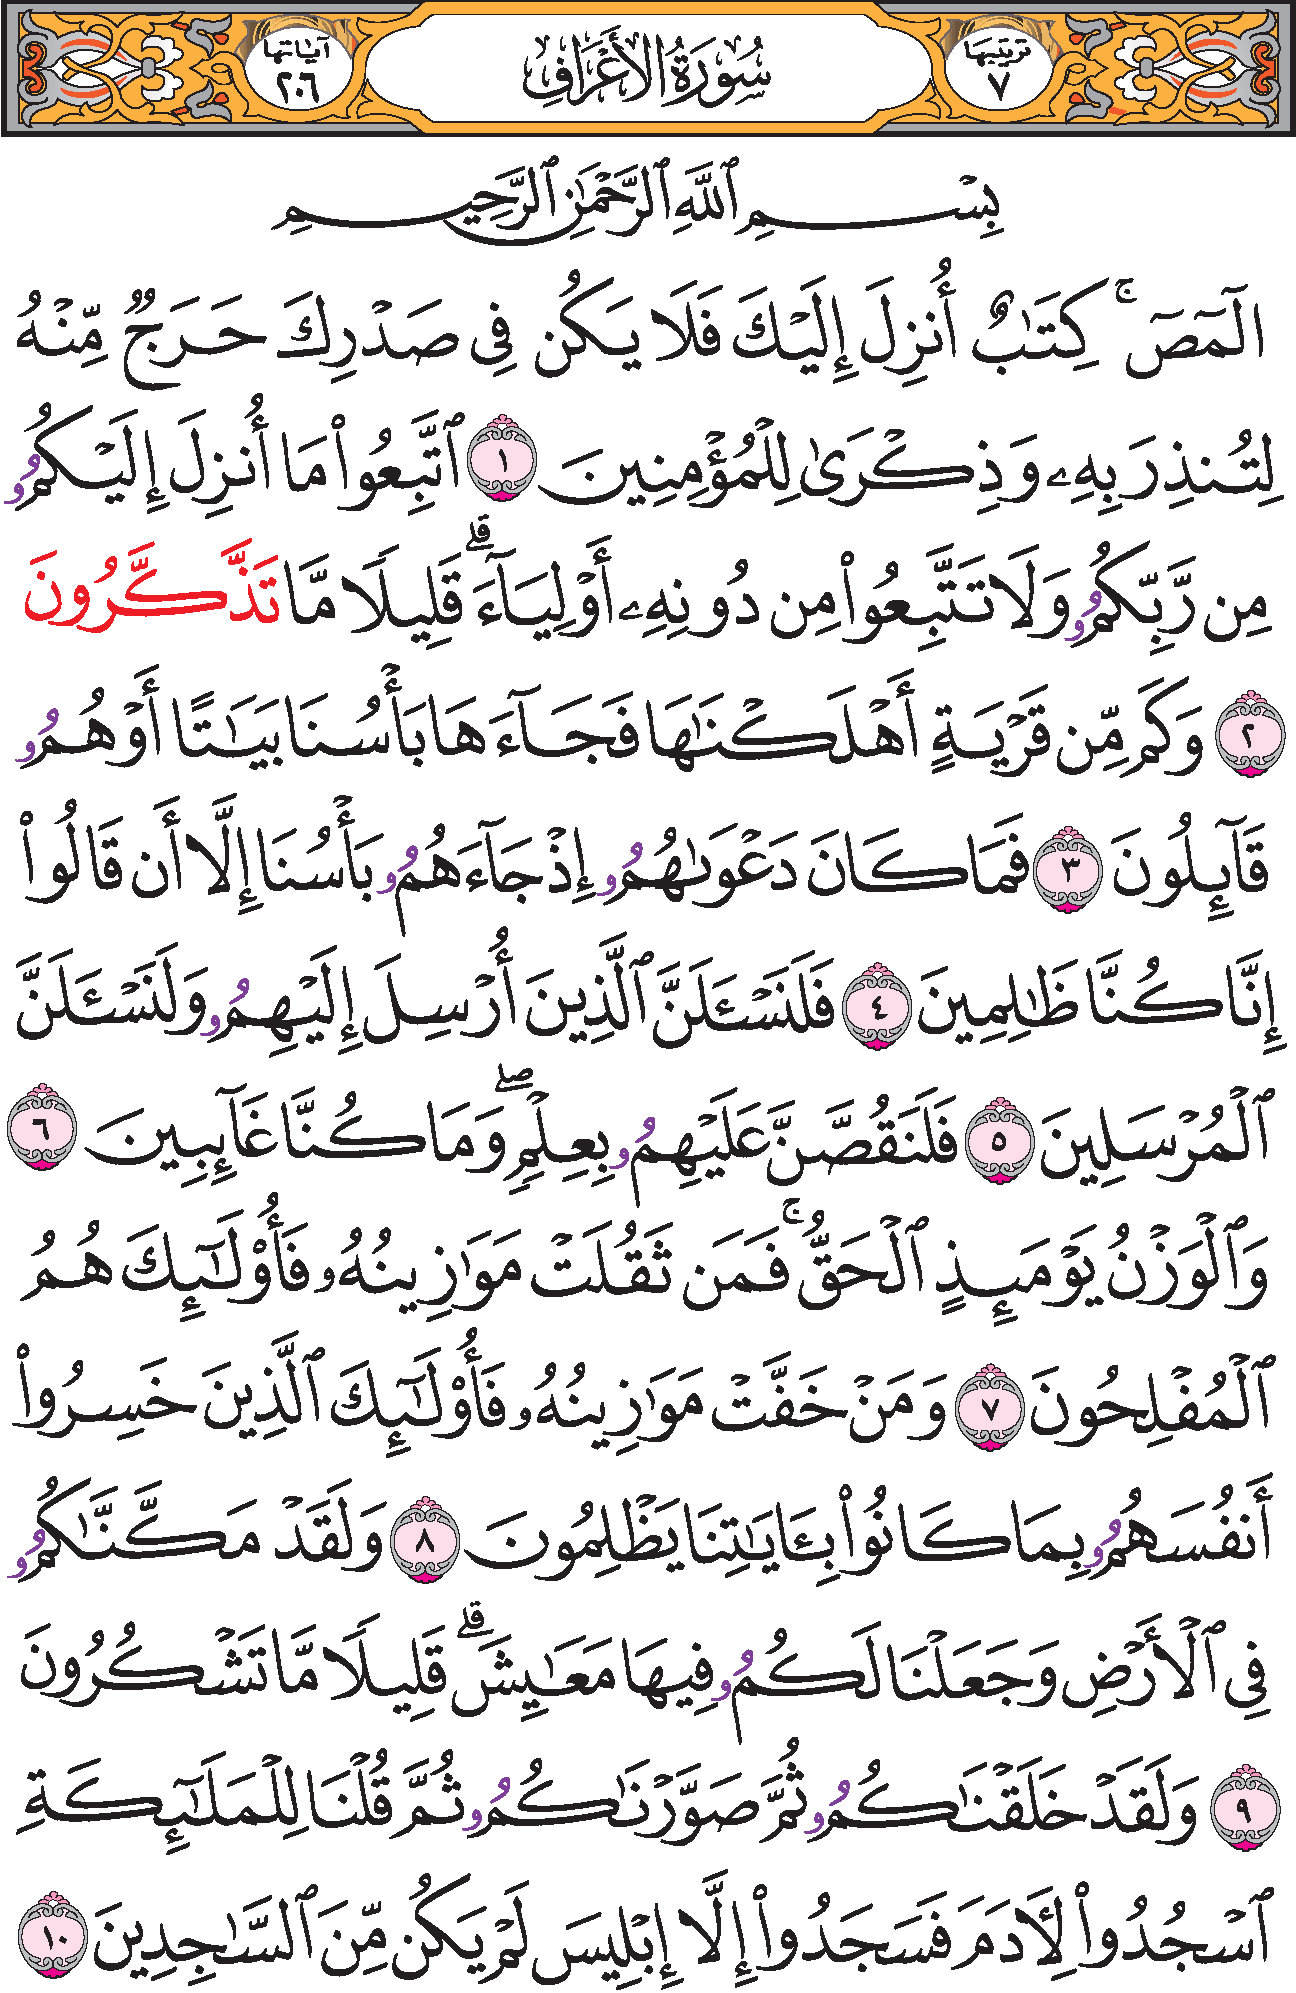 ترتيبها ٧ سُورَةُ الأَعْرَافِ آياتها ٢٠٦
بِسْمِ ٱللَّهِ ٱلرَّحْمَٰنِ ٱلرَّحِيمِ
الٓمٓصٓ ۚ كِتَٰبٌ أُنزِلَ إِلَيْكَ فَلَا يَكُن فِى صَدْرِكَ حَرَجٌ مِّنْهُ
لِتُنذِرَ بِهِۦ وَذِكْرَىٰ لِلْمُؤْمِنِينَ ١ ٱتَّبِعُوا۟ مَا أُنزِلَ إِلَيْكُمُۥ
مِن رَّبِّكُمُۥ وَلَا تَتَّبِعُوا۟ مِن دُونِهِۦ أَوْلِيَآءَ ۗ قَلِيلًا مَّا تَذَّكَّرُونَ
٢ وَكَم مِّن قَرْيَةٍ أَهْلَكْنَٰهَا فَجَآءَهَا بَأْسُنَا بَيَٰتًا أَوْ هُمُۥ
قَآئِلُونَ ٣ فَمَا كَانَ دَعْوَىٰهُمُۥ إِذْ جَآءَهُمُۥ بَأْسُنَا إِلَّا أَن قَالُوا۟
إِنَّا كُنَّا ظَٰلِمِينَ ٤ فَلَنَسْـَٔلَنَّ ٱلَّذِينَ أُرْسِلَ إِلَيْهِمُۥ وَلَنَسْـَٔلَنَّ
ٱلْمُرْسَلِينَ ٥ فَلَنَقُصَّنَّ عَلَيْهِمُۥ بِعِلْمٍ ۖ وَمَا كُنَّا غَآئِبِينَ ٦
وَٱلْوَزْنُ يَوْمَئِذٍ ٱلْحَقُّ ۚ فَمَن ثَقُلَتْ مَوَٰزِينُهُۥ فَأُو۟لَٰٓئِكَ هُمُ
ٱلْمُفْلِحُونَ ٧ وَمَنْ خَفَّتْ مَوَٰزِينُهُۥ فَأُو۟لَٰٓئِكَ ٱلَّذِينَ خَسِرُوا۟
أَنفُسَهُمُۥ بِمَا كَانُوا۟ بِـَٔايَٰتِنَا يَظْلِمُونَ ٨ وَلَقَدْ مَكَّنَّٰكُمُۥ
فِى ٱلْأَرْضِ وَجَعَلْنَا لَكُمُۥ فِيهَا مَعَٰيِشَ ۗ قَلِيلًا مَّا تَشْكُرُونَ
٩ وَلَقَدْ خَلَقْنَٰكُمُۥ ثُمَّ صَوَّرْنَٰكُمُۥ ثُمَّ قُلْنَا لِلْمَلَٰٓئِكَةِ
ٱسْجُدُوا۟ لِأٓدَمَ فَسَجَدُوا۟ إِلَّا إِبْلِيسَ لَمْ يَكُن مِّنَ ٱلسَّٰجِدِينَ ١٠